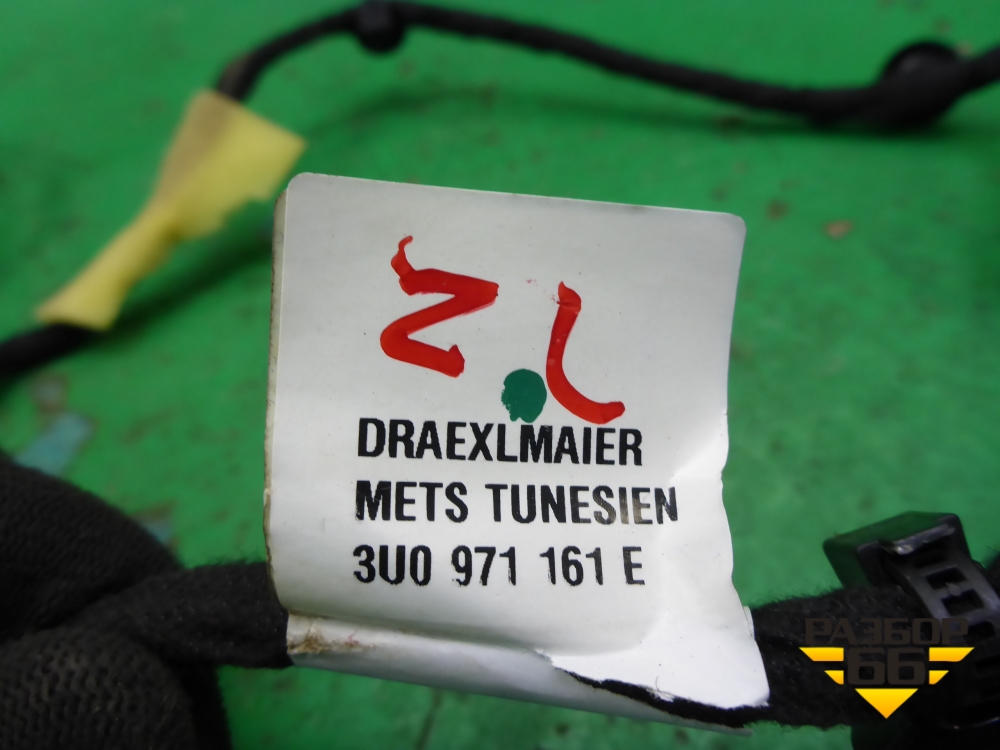 DRAEXLMAIER
METS TUNESIEN
3U0 971 161 E
РАЗБОР
66